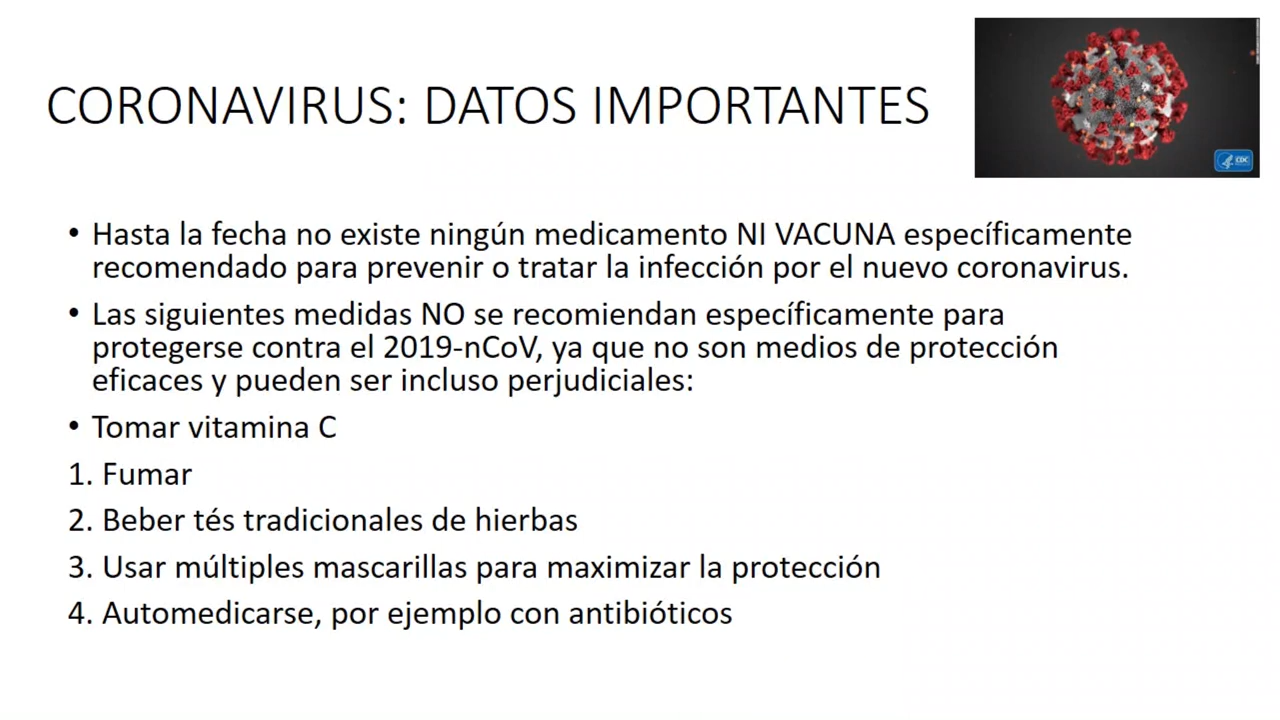 CORONAVIRUS: DATOS IMPORTANTES
CDC
• Hasta la fecha no existe ningún medicamento NI VACUNA específicamente
recomendado para prevenir o tratar la infección por el nuevo coronavirus.
• Las siguientes medidas NO se recomiendan específicamente para
protegerse contra el 2019-nCoV, ya que no son medios de protección
eficaces y pueden ser incluso perjudiciales:
• Tomar vitamina C
1. Fumar
2. Beber tés tradicionales de hierbas
3. Usar múltiples mascarillas para maximizar la protección
4. Automedicarse, por ejemplo con antibióticos